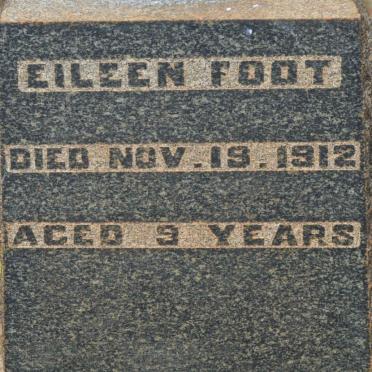 EILEEN FOOT
DIED NOV. 19. 1912
AGED 9 YEARS